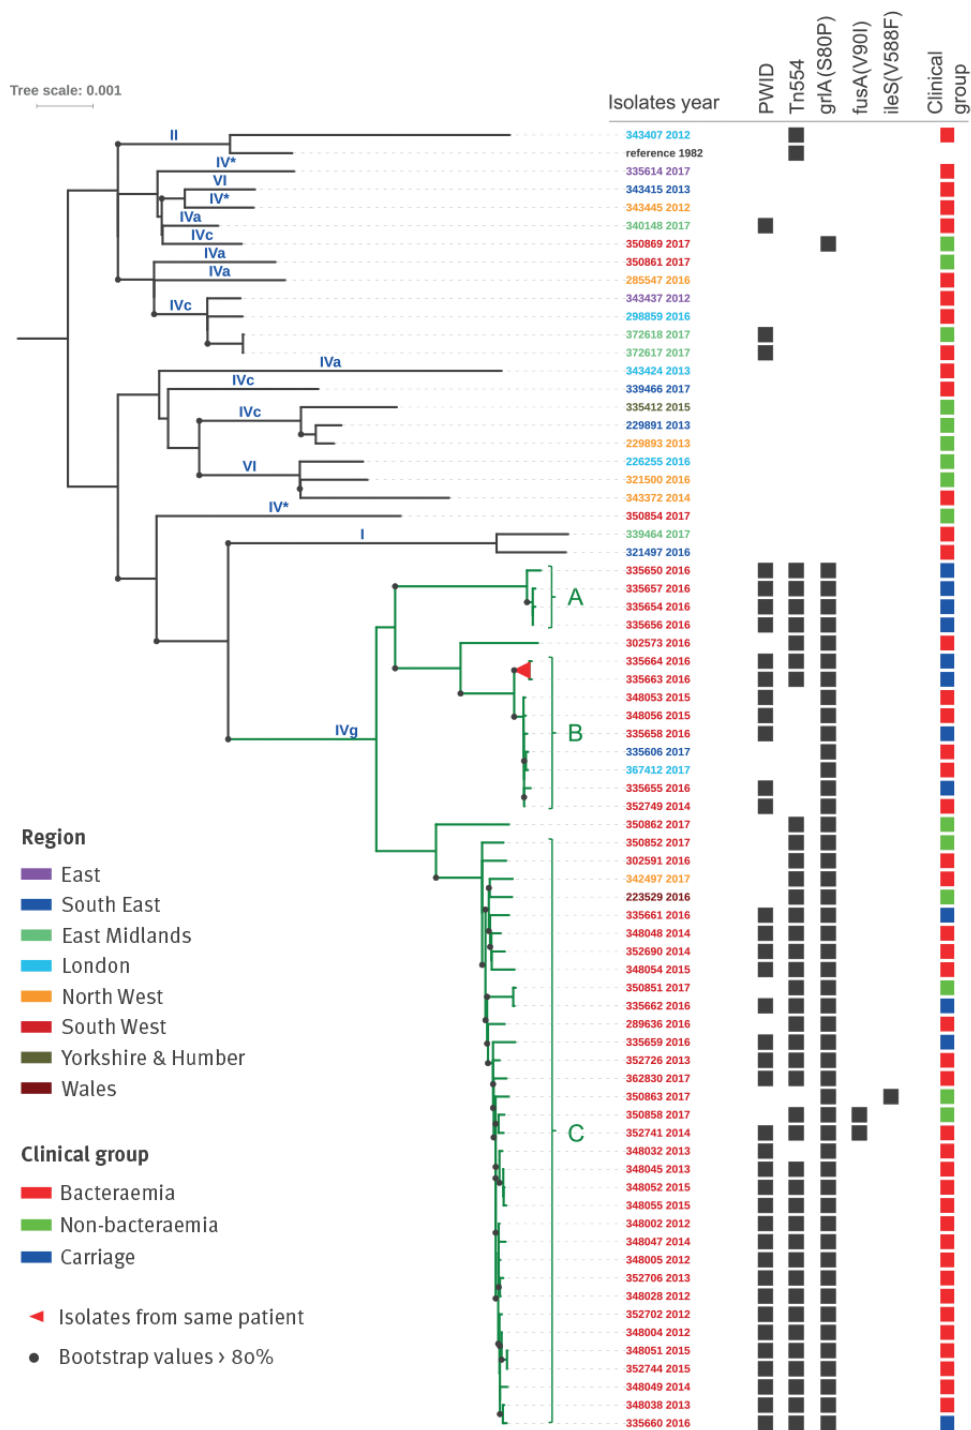 Tree scale: 0.001
Isolates year
PWID
Tn554
grlA(S80P)
fusA(V90I)
ileS(V588F)
Clinical
group
II
343407 2012
reference 1982
IV*
335614 2017
VI
343415 2013
IV*
343445 2012
IVa
340148 2017
IVc
350869 2017
IVa
350861 2017
IVa
285547 2016
343437 2012
IVc
298859 2016
372618 2017
372617 2017
IVa
343424 2013
IVc
339466 2017
335412 2015
IVc
229891 2013
229893 2013
226255 2016
VI
321500 2016
343372 2014
IV*
350854 2017
I
339464 2017
321497 2016
335650 2016
335657 2016
A
335654 2016
335656 2016
302573 2016
335664 2016
335663 2016
348053 2015
348056 2015
IVg
B
335658 2016
335606 2017
367412 2017
335655 2016
352749 2014
350862 2017
350852 2017
302591 2016
342497 2017
223529 2016
335661 2016
348048 2014
352690 2014
348054 2015
350851 2017
335662 2016
289636 2016
335659 2016
352726 2013
362830 2017
350863 2017
350858 2017
C
352741 2014
348032 2013
348045 2013
348052 2015
348055 2015
348002 2012
348047 2014
348005 2012
352706 2013
348028 2012
352702 2012
348004 2012
348051 2015
352744 2015
348049 2014
348038 2013
335660 2016
Region
East
South East
East Midlands
London
North West
South West
Yorkshire & Humber
Wales
Clinical group
Bacteraemia
Non-bacteraemia
Carriage
Isolates from same patient
Bootstrap values > 80%